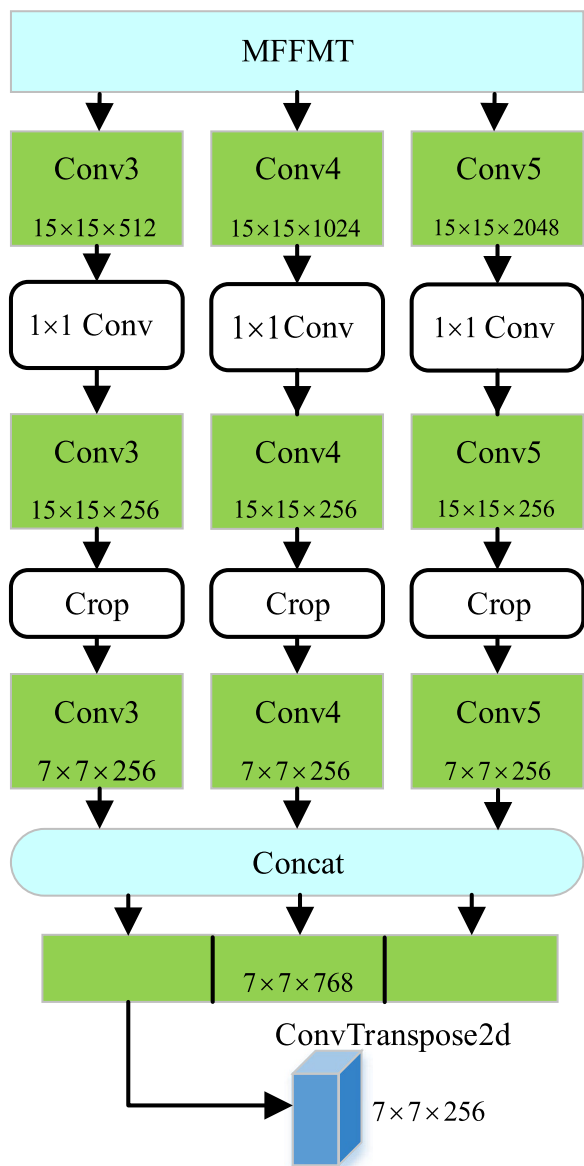 MFFMT
Conv3 Conv4 Conv5
15×15×512 15×15×1024 15×15×2048
1×1 Conv 1×1Conv 1×1 Conv
Conv3 Conv4 Conv5
15×15×256 15×15×256 15×15×256
Crop Crop Crop
Conv3 Conv4 Conv5
7×7×256 7×7×256 7×7×256
Concat
7×7×768
ConvTranspose2d
7×7×256